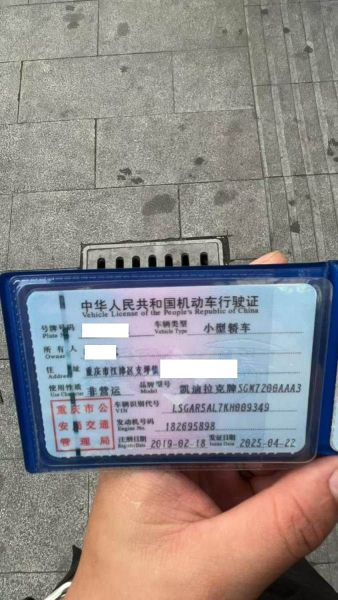 中华人民共和国机动车行驶证
Vehicle License of the People's Republic of China
号牌号码 车辆类型 小型轿车
Plate No. Vehicle Type
所有人
Owner
住址 重庆市江津区
Address
使用性质 非营运 品牌型号 凯迪拉克牌SGM7200AAA3
Use Character Model
重庆市公安局交通管理局
车辆识别代号 LSGAR5AL7KH009349
VIN
发动机号码 182695898
Engine No.
注册日期 2019-02-18 发证日期 2025-04-22
Register Date Issue Date